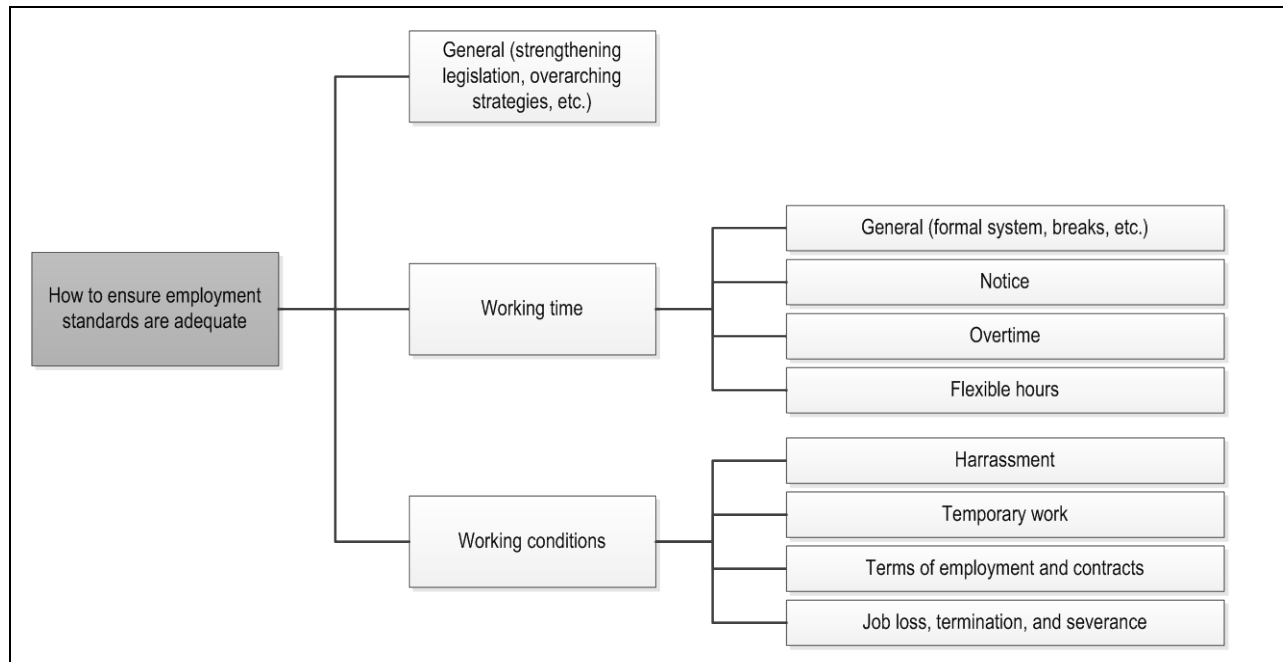 General (strengthening
legislation, overarching
strategies, etc.)
How to ensure employment
standards are adequate
Working time
General (formal system, breaks, etc.)
Notice
Overtime
Flexible hours
Working conditions
Harrassment
Temporary work
Terms of employment and contracts
Job loss, termination, and severance